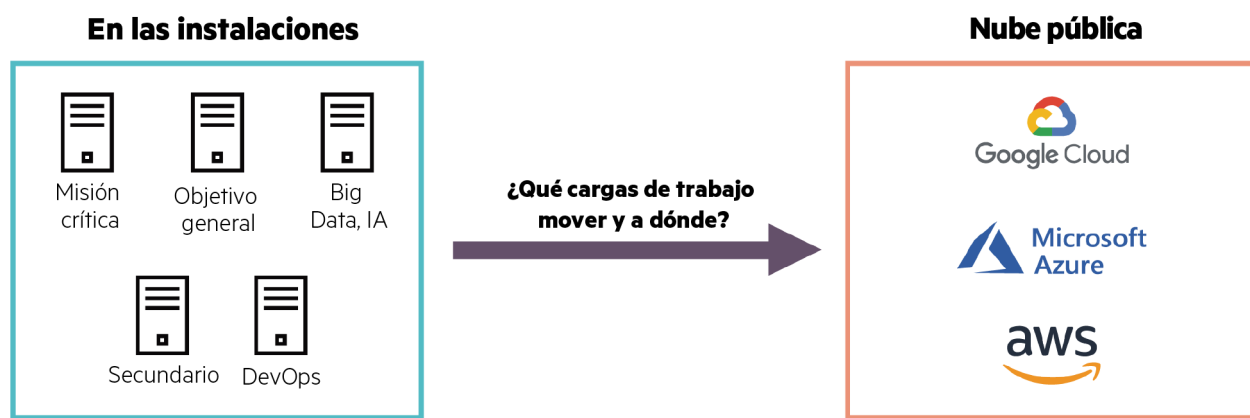 En las instalaciones
Nube pública
Misión
crítica
Objetivo
general
Big
Data, IA
Secundario
DevOps
¿Qué cargas de trabajo
mover y a dónde?
Google Cloud
Microsoft
Azure
aws